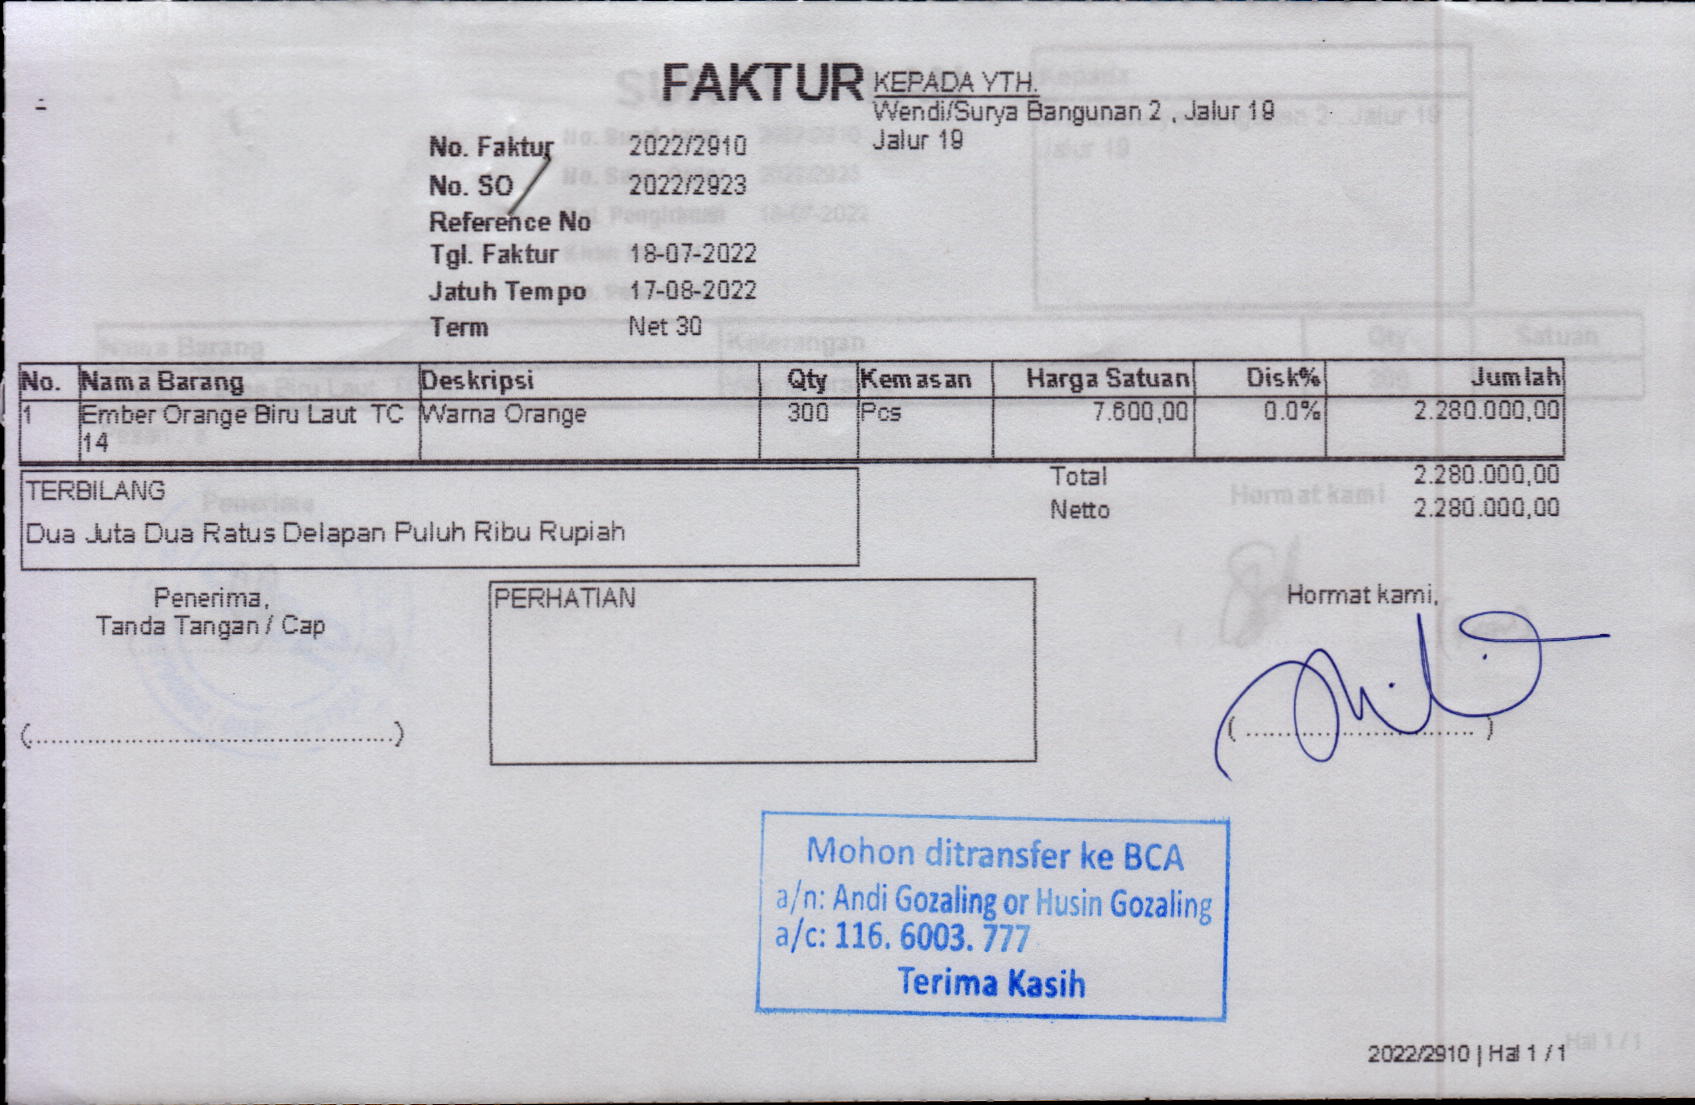 FAKTUR
KEPADA YTH.
Wendi/Surya Bangunan 2 , Jalur 19
Jalur 19
No. Faktur 2022/2910
No. SO 2022/2923
Reference No
Tgl. Faktur 18-07-2022
Jatuh Tempo 17-08-2022
Term Net 30
No. Nama Barang Deskripsi Qty Kemasan Harga Satuan Disk% Jumlah
1 Ember Orange Biru Laut TC 14 Warna Orange 300 Pcs 7.600,00 0.0% 2.280.000,00
Total 2.280.000,00
Netto 2.280.000,00
TERBILANG
Dua Juta Dua Ratus Delapan Puluh Ribu Rupiah
Penerima,
Tanda Tangan / Cap
PERHATIAN
Hormat kami,
Mohon ditransfer ke BCA
a/n: Andi Gozaling or Husin Gozaling
a/c: 116. 6003. 777
Terima Kasih
2022/2910 | Hal 1 / 1